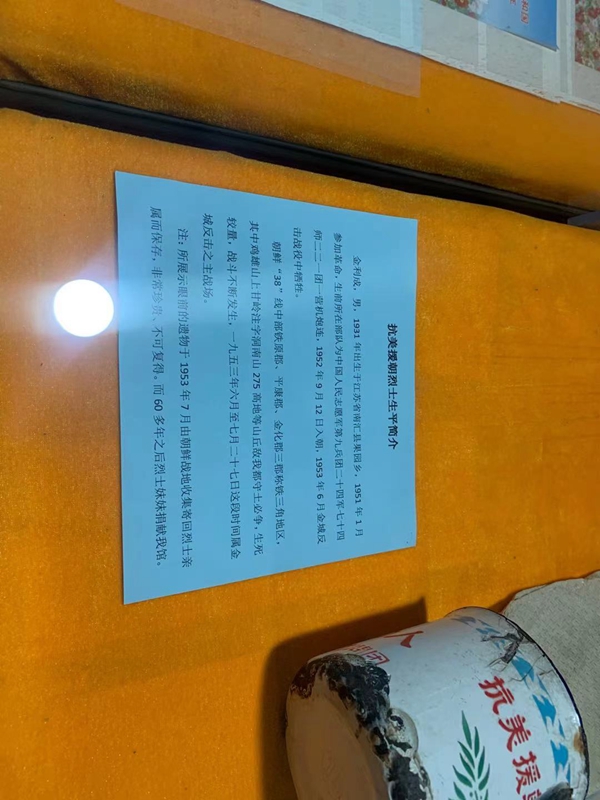 抗美援朝烈士生平简介
金利成，男，1931年出生于江苏省南汇县果园乡，1951年1月
参加革命，生前所在部队为中国人民志愿军第九兵团二十四军七十四
师二二一团一营机炮连，1952年9月12日入朝，1953年6月金城反
击战役中牺牲。
朝鲜“38”线中部铁原郡、平康郡、金化郡三郡称铁三角地区，
其中鸡雄山上甘岭注字洞南山275高地等山丘敌我都守土必争，生死
较量，战斗不断发生，一九五三年六月至七月二十七日这段时间属金
城反击之主战场。
注：所展示眼前的遗物于1953年7月由朝鲜战地收集寄回烈士亲
属而保存，非常珍贵、不可复得。而60多年之后烈士妹妹捐献我馆。
抗美援
人